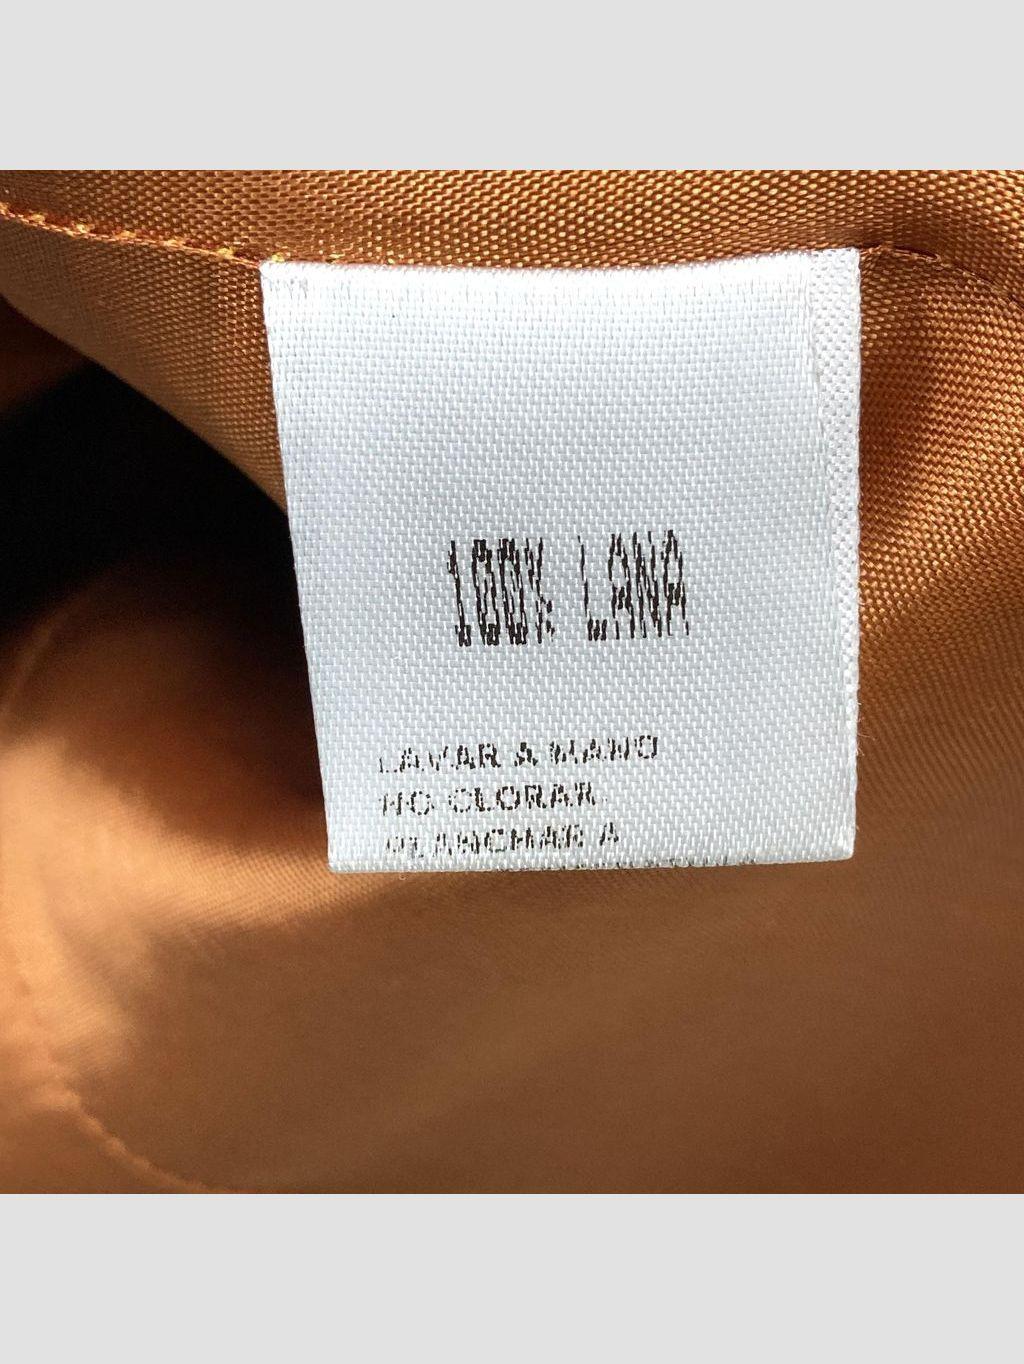 100% LANA
LAVAR A MANO
NO CLORAR
PLANCHAR A